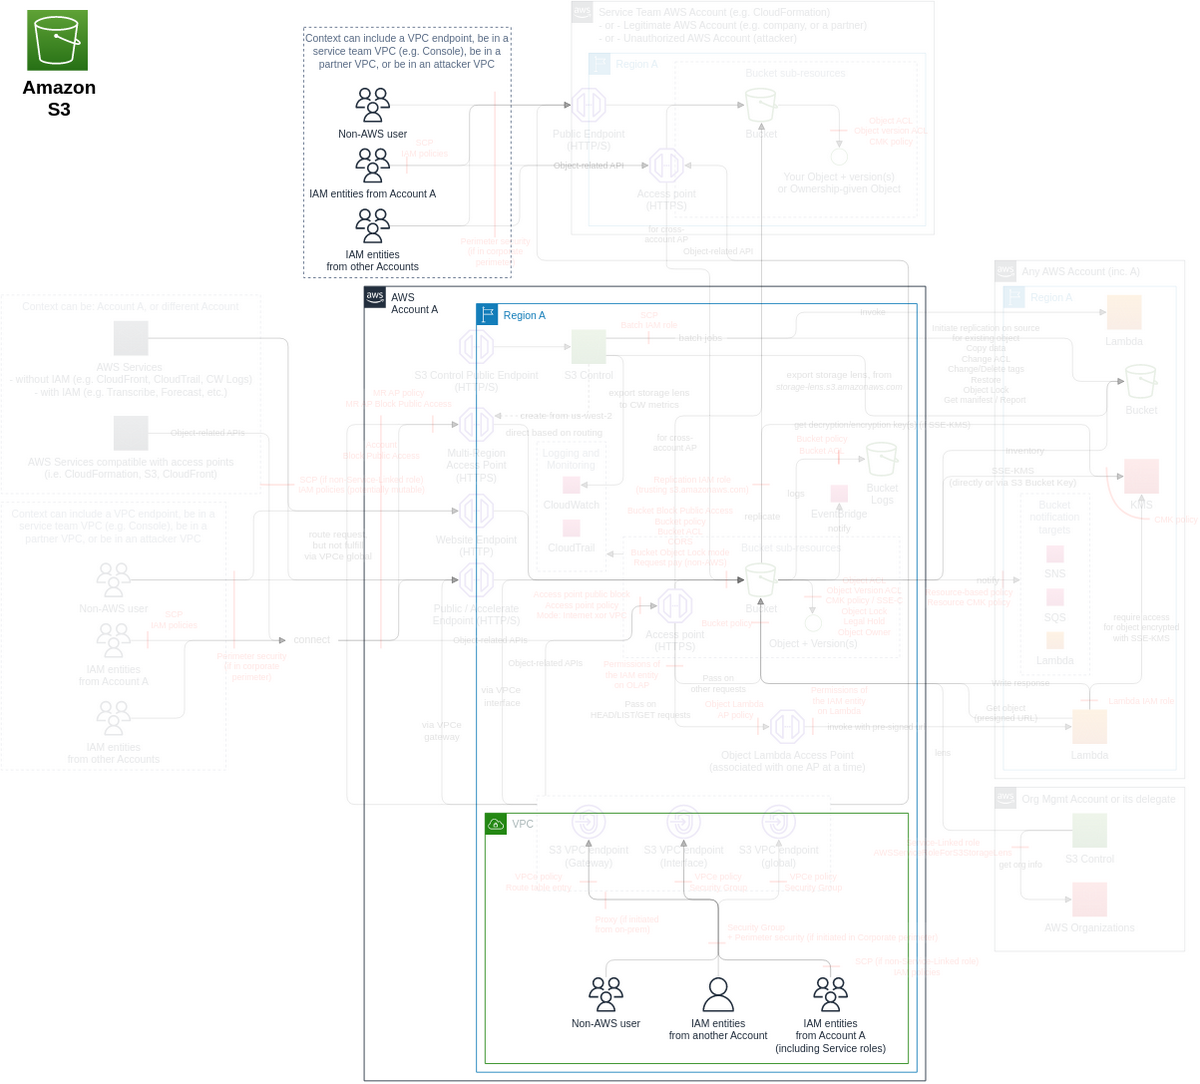 Amazon
S3
Context can include a VPC endpoint, be in a
service team VPC (e.g. Console), be in a
partner VPC, or be in an attacker VPC
Non-AWS user
SCP
IAM policies
IAM entities from Account A
IAM entities
from other Accounts
Perimeter security
(if in corporate
perimeter)
Service Team AWS Account (e.g. CloudFormation)
- or - Legitimate AWS Account (e.g. company, or a partner)
- or - Unauthorized AWS Account (attacker)
Region A
Bucket sub-resources
Public Endpoint
(HTTP/S)
Bucket
Object ACL
Object Version ACL
CMK policy
Your Object + version(s)
or Ownership-given Object
Object-related API
Access point
(HTTPS)
for cross-
account AP
Object-related API
aws
AWS
Account A
Region A
S3 Control Public Endpoint
(HTTP/S)
S3 Control
SCP
Batch IAM role
batch jobs
invoke
export storage lens
to CW metrics
export storage lens, from
storage-lens.s3.amazonaws.com
MR AP policy
MR AP Block Public Access
create from us-west-2
direct based on routing
Multi-Region
Access Point
(HTTPS)
Account
Block Public Access
Logging and
Monitoring
CloudWatch
CloudTrail
for cross-
account AP
get decryption/encryption key(s) (if SSE-KMS)
Bucket policy
Bucket ACL
Bucket
Logs
logs
EventBridge
notify
replicate
Replication IAM role
(trusting s3.amazonaws.com)
Bucket Block Public Access
Bucket policy
Bucket ACL
CORS
Bucket Object Lock mode
Request pay (non-AWS)
Bucket sub-resources
Website Endpoint
(HTTP)
route request,
but not fulfill
via VPCe global
Public / Accelerate
Endpoint (HTTP/S)
Access point public block
Access point policy
Access point
(HTTPS)
Bucket policy
Bucket
Object ACL
Object Version ACL
CMK policy / SSE-C
Object Lock
Legal Hold
Object Owner
Object + Version(s)
Object-related APIs
Object-related APIs
Permissions of
the IAM entity
on OLAP
Pass on
other requests
Pass on
HEAD/LIST/GET requests
Object Lambda
AP policy
Permissions of
the IAM entity
on Lambda
Object Lambda Access Point
(associated with one AP at a time)
via VPCe
interface
via VPCe
gateway
Context can be: Account A, or different Account
AWS Services
- without IAM (e.g. CloudFront, CloudTrail, CW Logs)
- with IAM (e.g. Transcribe, Forecast, etc.)
Object-related APIs
AWS Services compatible with access points
(i.e. CloudFormation, S3, CloudFront)
SCP (if non-Service-Linked role)
IAM policies (potentially mutable)
Context can include a VPC endpoint, be in a
service team VPC (e.g. Console), be in a
partner VPC, or be in an attacker VPC
Non-AWS user
SCP
IAM policies
IAM entities
from Account A
Perimeter security
(if in corporate
perimeter)
connect
IAM entities
from other Accounts
aws
Any AWS Account (inc. A)
Region A
Lambda
Initiate replication on source
for existing object
Copy data
Change ACL
Change/Delete tags
Restore
Object Lock
Get manifest / Report
Bucket
inventory
SSE-KMS
(directly or via S3 Bucket Key)
KMS
CMK policy
Bucket
notification
targets
SNS
SQS
Lambda
notify
Resource-based policy
Resource CMK policy
require access
for object encrypted
with SSE-KMS
Write response
Lambda IAM role
Get object
(presigned URL)
Invoke with pre-signed
Lambda
lens
aws
Org Mgmt Account or its delegate
Service-Linked role
AWSServiceRoleForS3StorageLens
S3 Control
get org info
AWS Organizations
VPC
S3 VPC endpoint
(Gateway)
S3 VPC endpoint
(Interface)
S3 VPC endpoint
(global)
VPCe policy
Route table entry
VPCe policy
Security Group
VPCe policy
Security Group
Proxy (if initiated
from on-prem)
Security Group
+ Perimeter security (if initiated in Corporate perimeter)
SCP (if non-Service-Linked role)
IAM policies
Non-AWS user
IAM entities
from another Account
IAM entities
from Account A
(including Service roles)